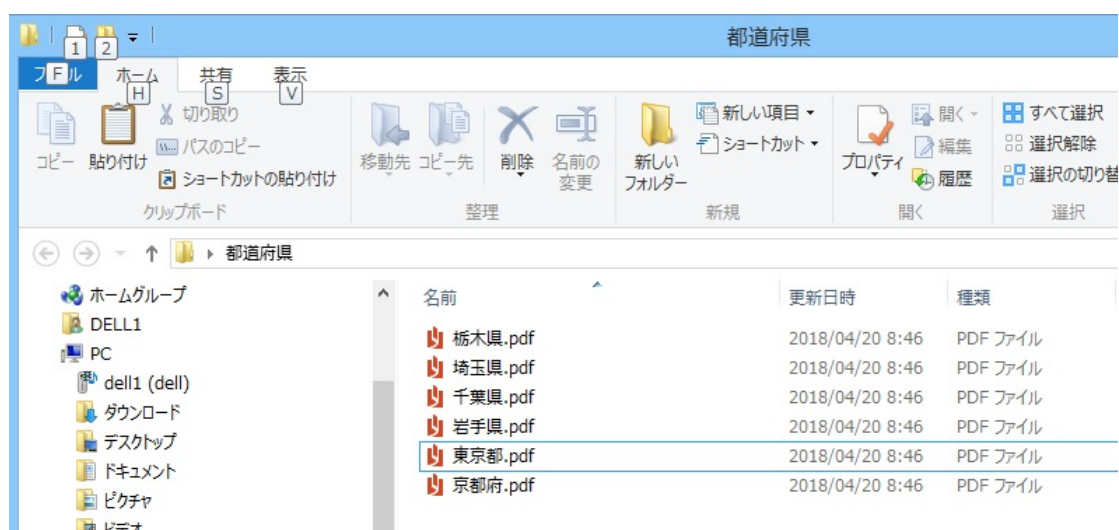 都道府県
1 2
ファイル ホーム 共有 表示
F H S V
コピー
貼り付け
切り取り
パスのコピー
ショートカットの貼り付け
クリップボード
移動先
コピー先
削除
名前の
変更
整理
新しい
フォルダー
新しい項目
ショートカット
新規
プロパティ
開く
編集
履歴
開く
すべて選択
選択解除
選択の切り替
選択
都道府県
ホームグループ
DELL1
PC
dell1 (dell)
ダウンロード
デスクトップ
ドキュメント
ピクチャ
ビデオ
名前 更新日時 種類
栃木県.pdf 2018/04/20 8:46 PDF ファイル
埼玉県.pdf 2018/04/20 8:46 PDF ファイル
千葉県.pdf 2018/04/20 8:46 PDF ファイル
岩手県.pdf 2018/04/20 8:46 PDF ファイル
東京都.pdf 2018/04/20 8:46 PDF ファイル
京都府.pdf 2018/04/20 8:46 PDF ファイル